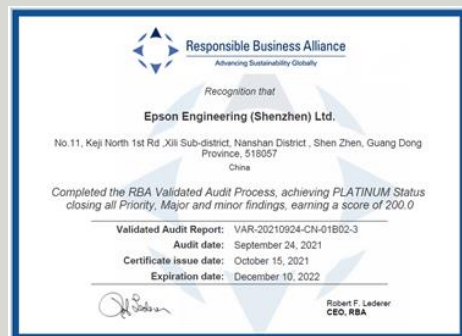 Responsible Business Alliance
Advancing Sustainability Globally
Recognition that
Epson Engineering (Shenzhen) Ltd.
No.11, Keji North 1st Rd ,Xili Sub-district, Nanshan District , Shen Zhen, Guang Dong
Province, 518057
China
Completed the RBA Validated Audit Process, achieving PLATINUM Status
closing all Priority, Major and minor findings, earning a score of 200.0
Validated Audit Report: VAR-20210924-CN-01B02-3
Audit date: September 24, 2021
Certificate issue date: October 15, 2021
Expiration date: December 10, 2022
Robert F. Lederer
CEO, RBA